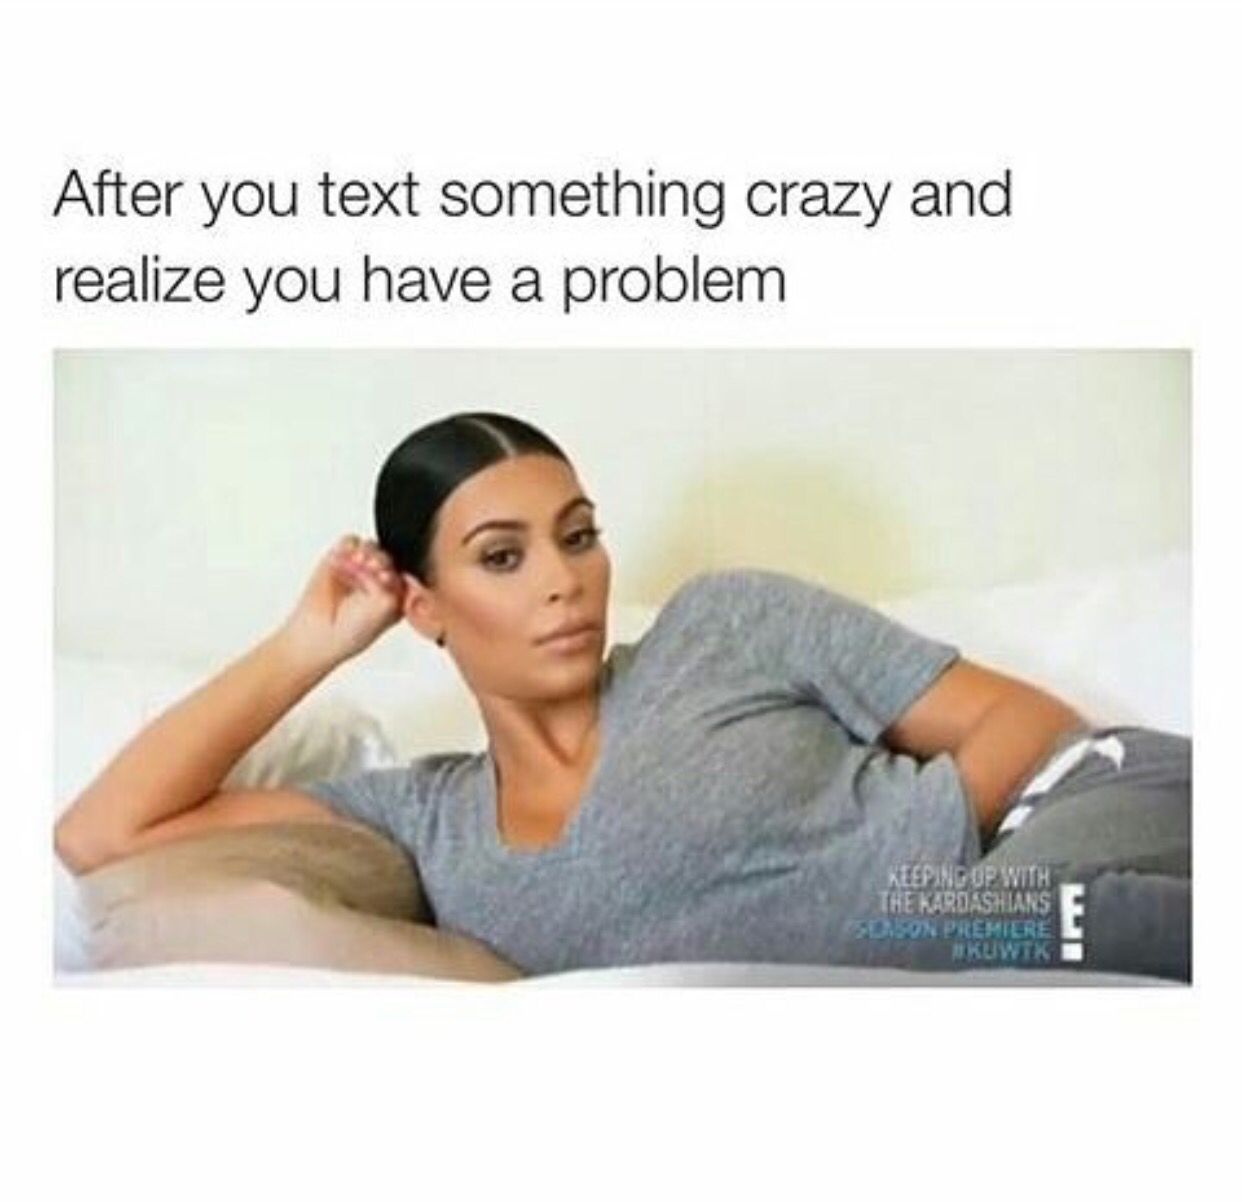 After you text something crazy and
realize you have a problem
KEEPING UP WITH
THE KARDASHIANS
SEASON PREMIERE
#KUWTK
E!